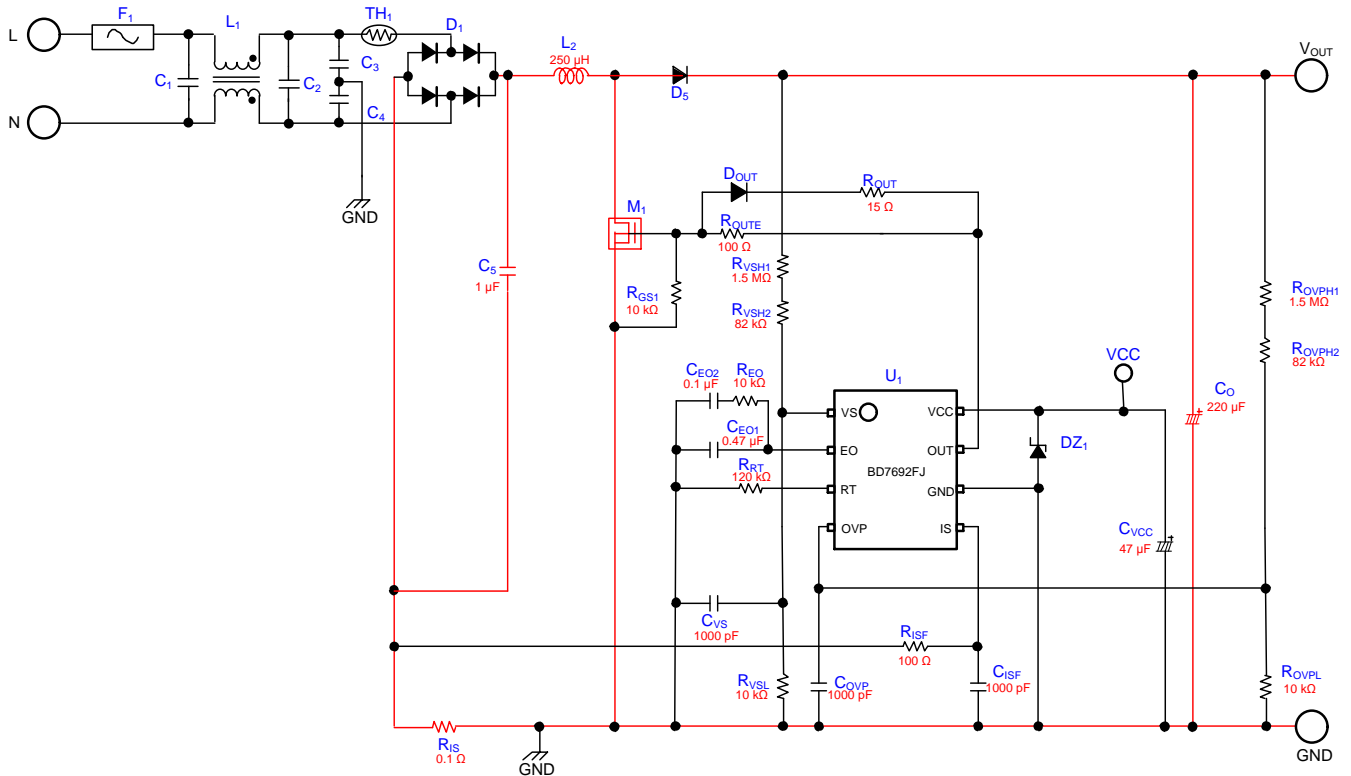 F1
L1
TH1
D1
L
C1
C2
C3
C4
N
GND
L2
250 µH
D5
VOUT
DOUT
ROUT
15 Ω
M1
ROUTE
100 Ω
C5
1 µF
RVSH1
1.5 MΩ
RGS1
10 kΩ
RVSH2
82 kΩ
ROVPH1
1.5 MΩ
ROVPH2
82 kΩ
CEO2
0.1 µF
REO
10 kΩ
U1
VCC
CO
220 µF
VS
VCC
CEO1
0.47 µF
EO
OUT
DZ1
BD7692FJ
RRT
120 kΩ
RT
GND
OVP
IS
CVCC
47 µF
CVS
1000 pF
RISF
100 Ω
RVSL
10 kΩ
COVP
1000 pF
CISF
1000 pF
ROVPL
10 kΩ
RIS
0.1 Ω
GND
GND